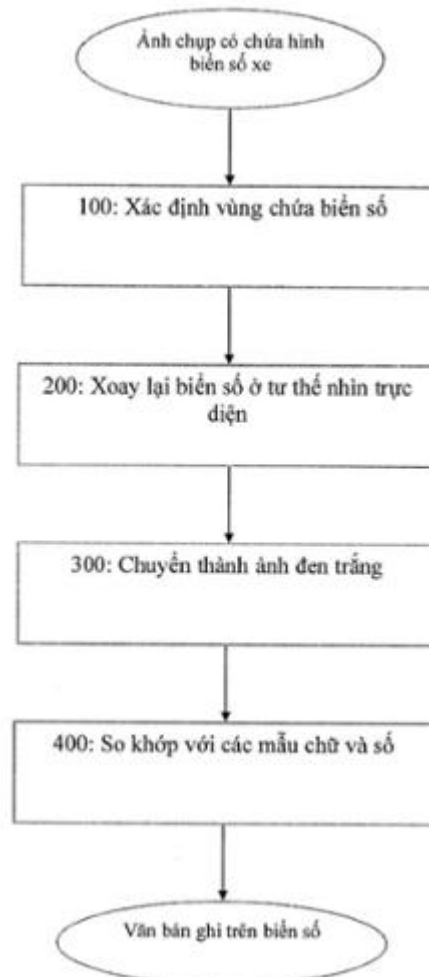 Ảnh chụp có chứa hình
biển số xe
100: Xác định vùng chứa biển số
200: Xoay lại biển số ở tư thế nhìn trực
diện
300: Chuyển thành ảnh đen trắng
400: So khớp với các mẫu chữ và số
Văn bản ghi trên biển số